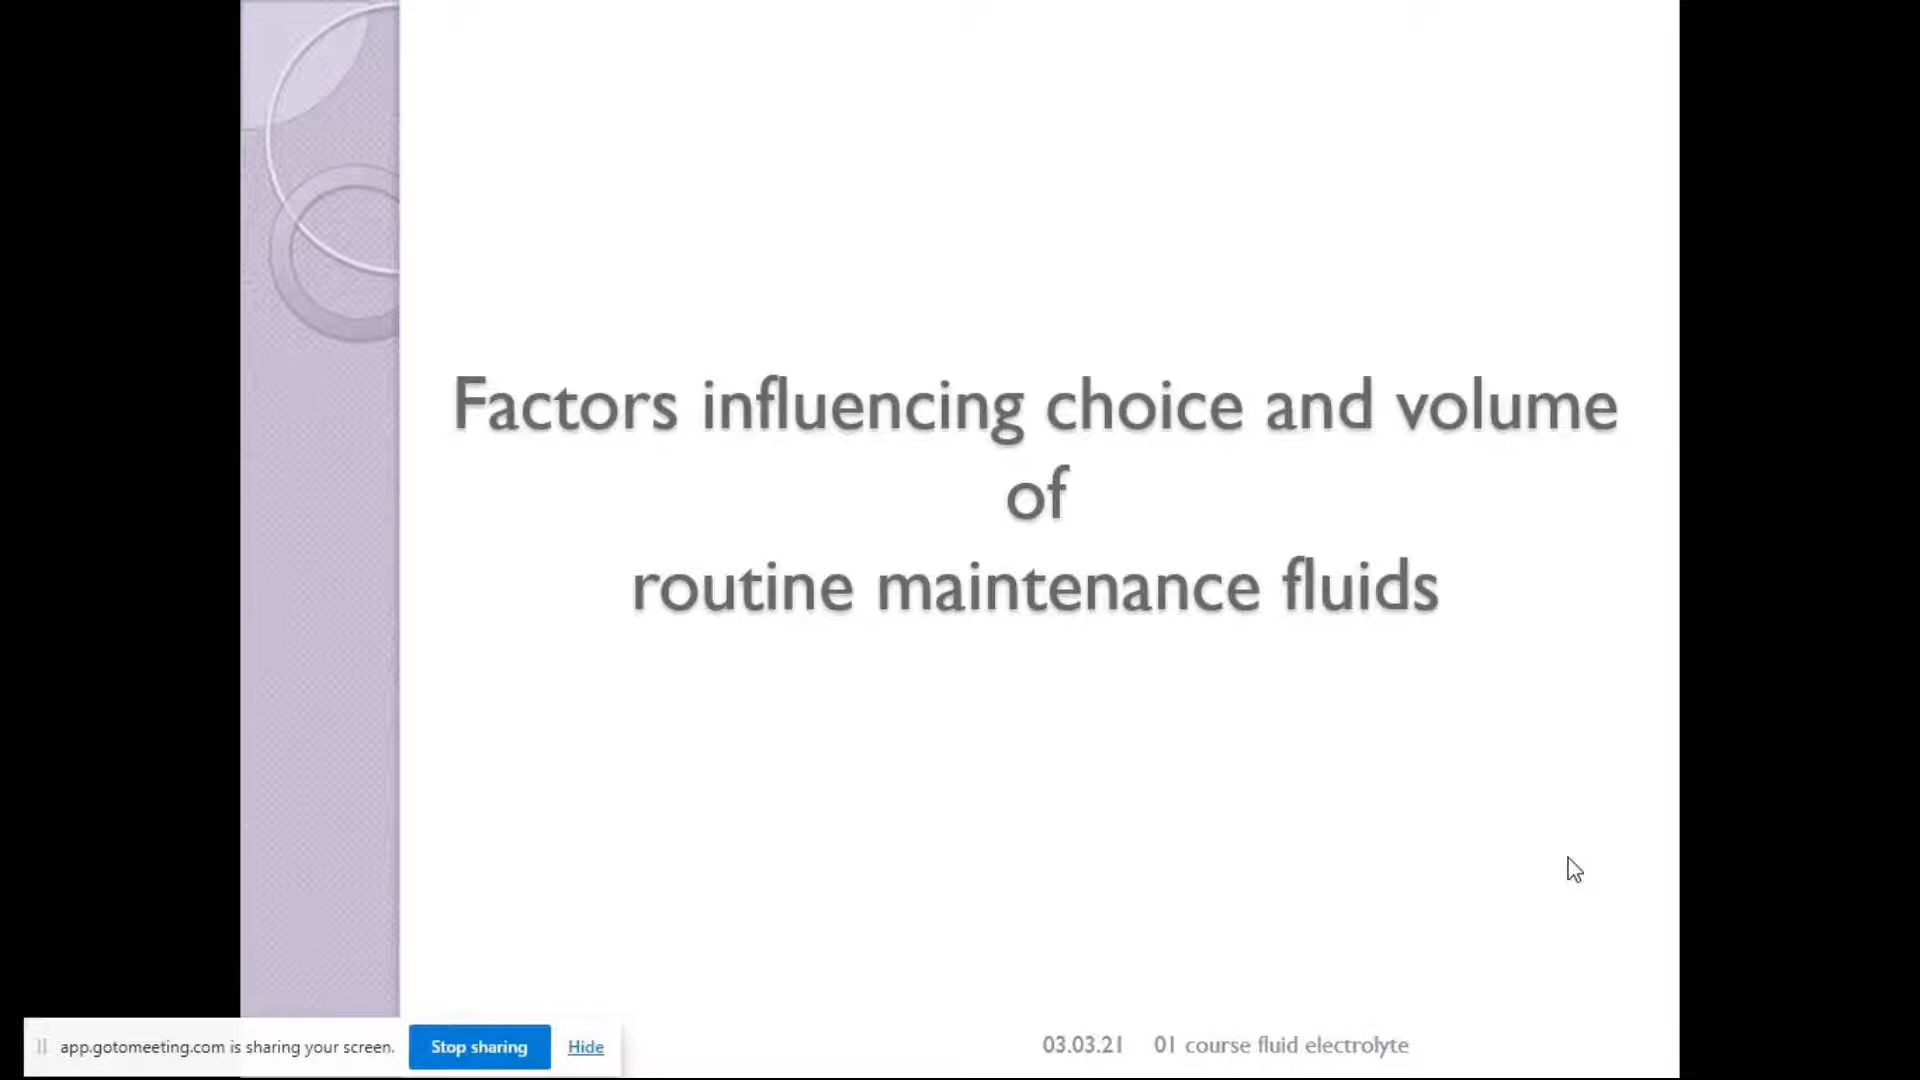 Factors influencing choice and volume
of
routine maintenance fluids
app.gotomeeting.com is sharing your screen.
Stop sharing
Hide
03.03.21
01 course fluid electrolyte